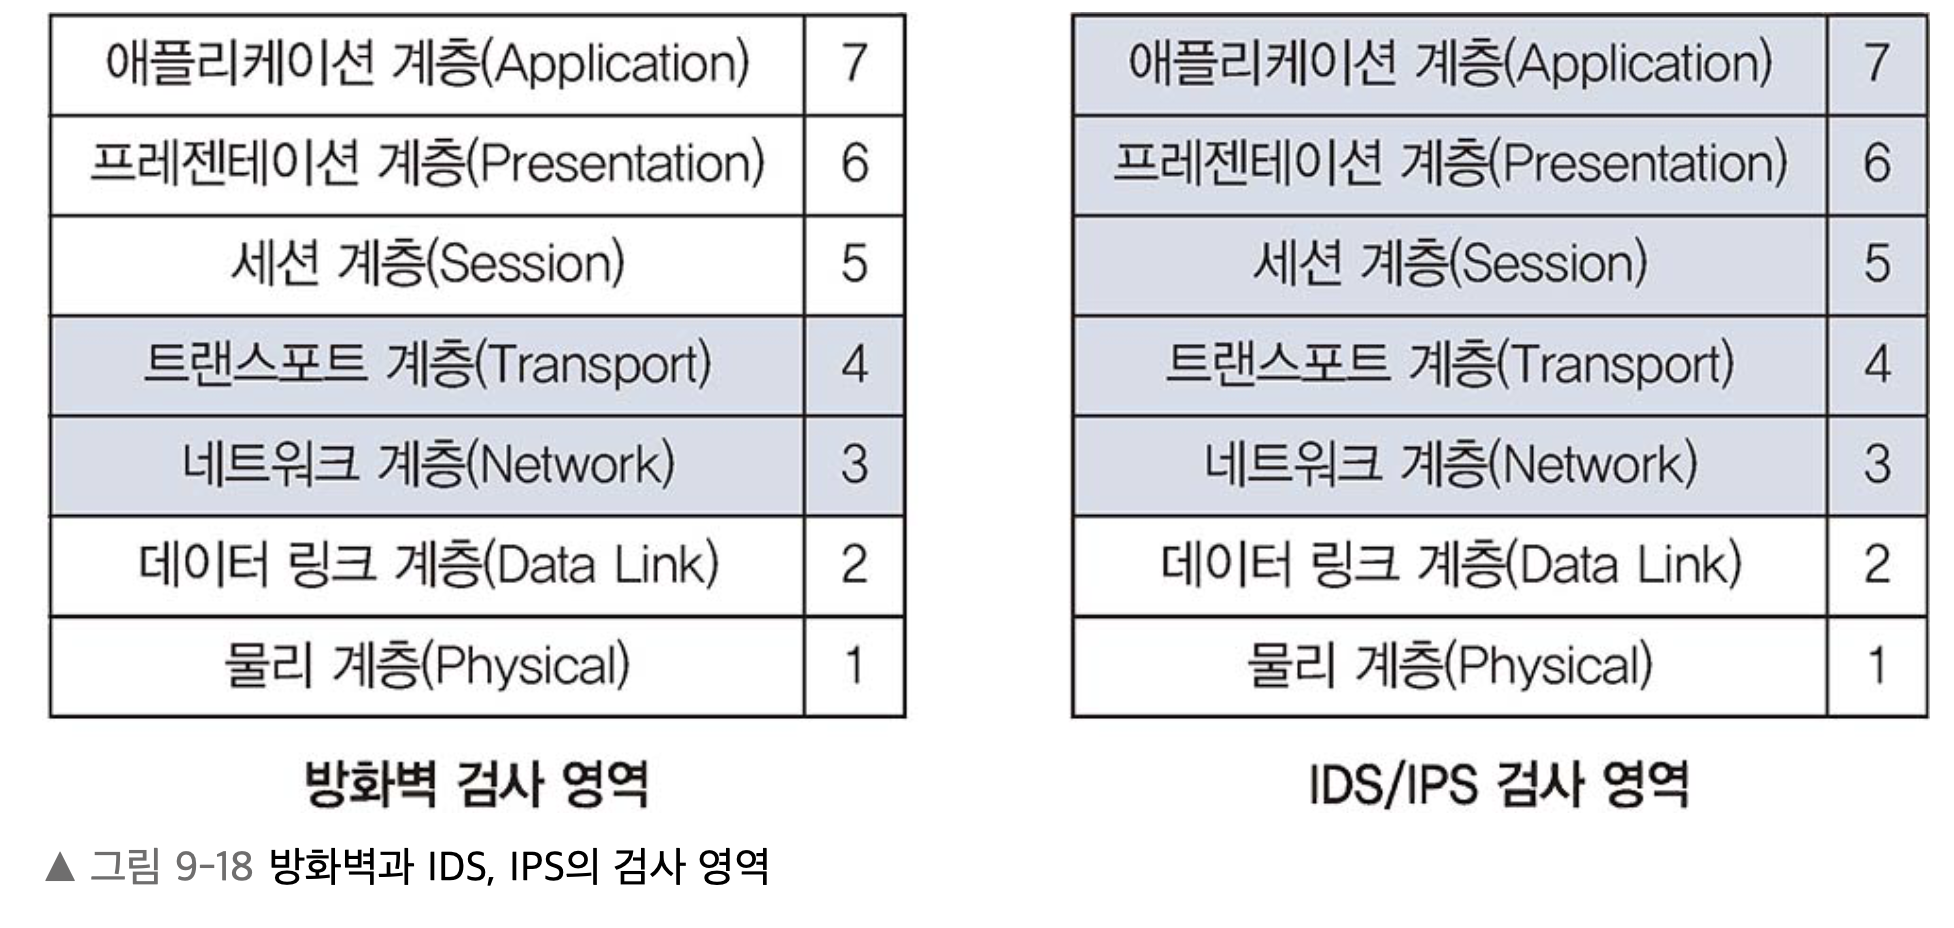 애플리케이션 계층(Application) 7
프레젠테이션 계층(Presentation) 6
세션 계층(Session) 5
트랜스포트 계층(Transport) 4
네트워크 계층(Network) 3
데이터 링크 계층(Data Link) 2
물리 계층(Physical) 1
방화벽 검사 영역
애플리케이션 계층(Application) 7
프레젠테이션 계층(Presentation) 6
세션 계층(Session) 5
트랜스포트 계층(Transport) 4
네트워크 계층(Network) 3
데이터 링크 계층(Data Link) 2
물리 계층(Physical) 1
IDS/IPS 검사 영역
▲ 그림 9-18 방화벽과 IDS, IPS의 검사 영역